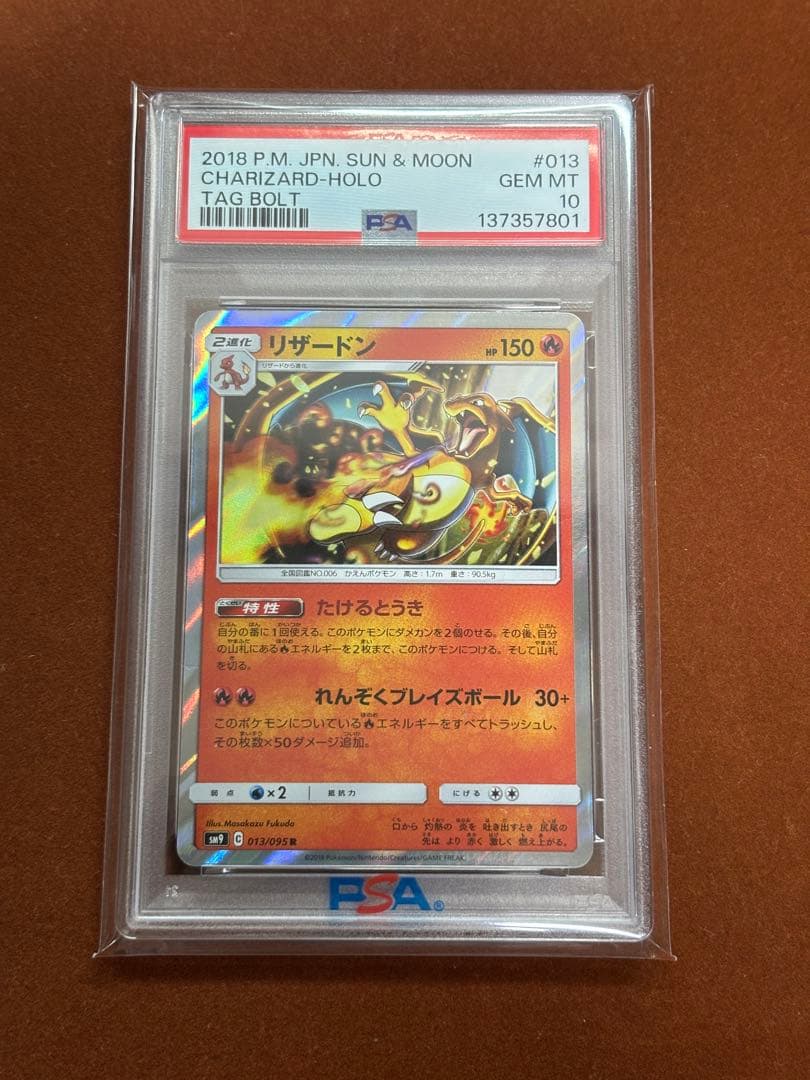 2018 P.M. JPN. SUN & MOON #013
CHARIZARD-HOLO GEM MT
TAG BOLT 10
PSA 137357801
2進化 リザードン HP 150
リザードから進化
全国図鑑NO.006 かえんポケモン 高さ:1.7m 重さ:90.5kg
特性 たけるとうき
自分の番に1回使える。このポケモンにダメカンを2個のせる。その後、自分
の山札にあるエネルギーを2枚まで、このポケモンにつける。そして山札
を切る。
れんぞくブレイズボール 30+
このポケモンについているエネルギーをすべてトラッシュし、
その枚数×50ダメージ追加。
弱点 ×2 抵抗力 にげる
Illus. Masakazu Fukuda
口から 灼熱の 炎を 吐き出すとき 尻尾の
先は より 赤く 激しく 燃え上がる。
SM9 C 013/095 R
©2018 Pokémon/Nintendo/Creatures/GAME FREAK.
PSA®